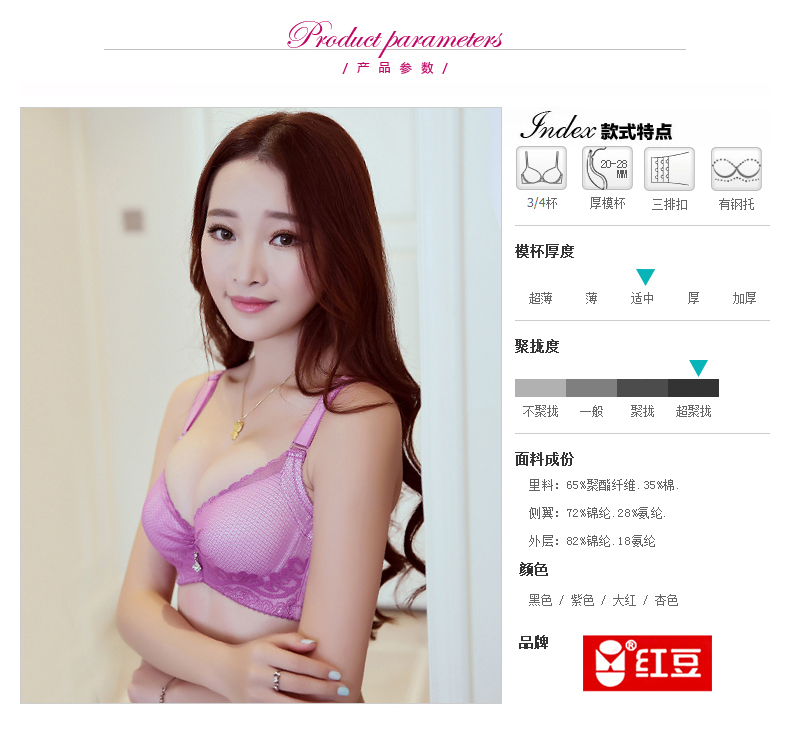 Product parameters
/ 产 品 参 数 /
Index 款式特点
20-28
MM
3/4杯 厚模杯 三排扣 有钢托
模杯厚度
超薄 薄 适中 厚 加厚
聚拢度
不聚拢 一般 聚拢 超聚拢
面料成份
里料：65%聚酯纤维.35%棉.
侧翼：72%锦纶.28%氨纶.
外层：82%锦纶.18氨纶
颜色
黑色 / 紫色 / 大红 / 杏色
品牌 ®红豆